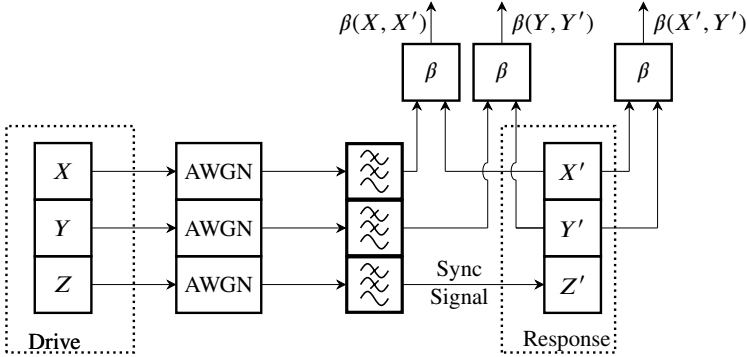 β(X, X′)
β(Y, Y′)
β(X′, Y′)
β
β
β
X
AWGN
X′
Y
AWGN
Y′
Z
AWGN
Sync
Signal
Z′
Drive
Response